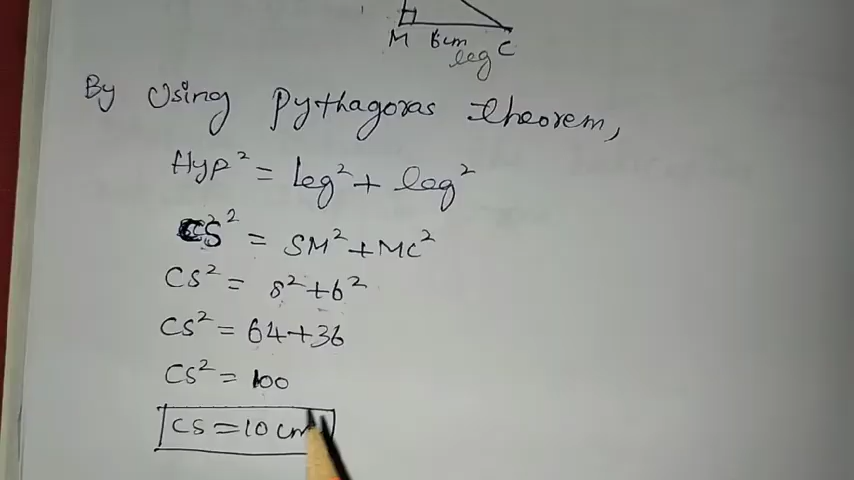 M 6cm C
leg
By Using Pythagoras theorem,
Hyp² = leg² + leg²
CS² = SM² + MC²
CS² = 8² + 6²
CS² = 64 + 36
CS² = 100
CS = 10 cm